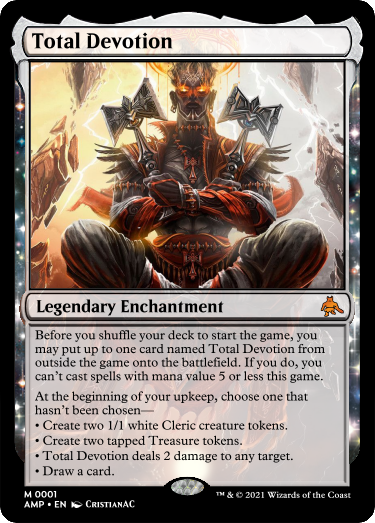 Total Devotion
Legendary Enchantment
Before you shuffle your deck to start the game, you
may put up to one card named Total Devotion from
outside the game onto the battlefield. If you do, you
can't cast spells with mana value 5 or less this game.
At the beginning of your upkeep, choose one that
hasn't been chosen—
• Create two 1/1 white Cleric creature tokens.
• Create two tapped Treasure tokens.
• Total Devotion deals 2 damage to any target.
• Draw a card.
M 0001
AMP • EN CristianAC
™ & © 2021 Wizards of the Coast